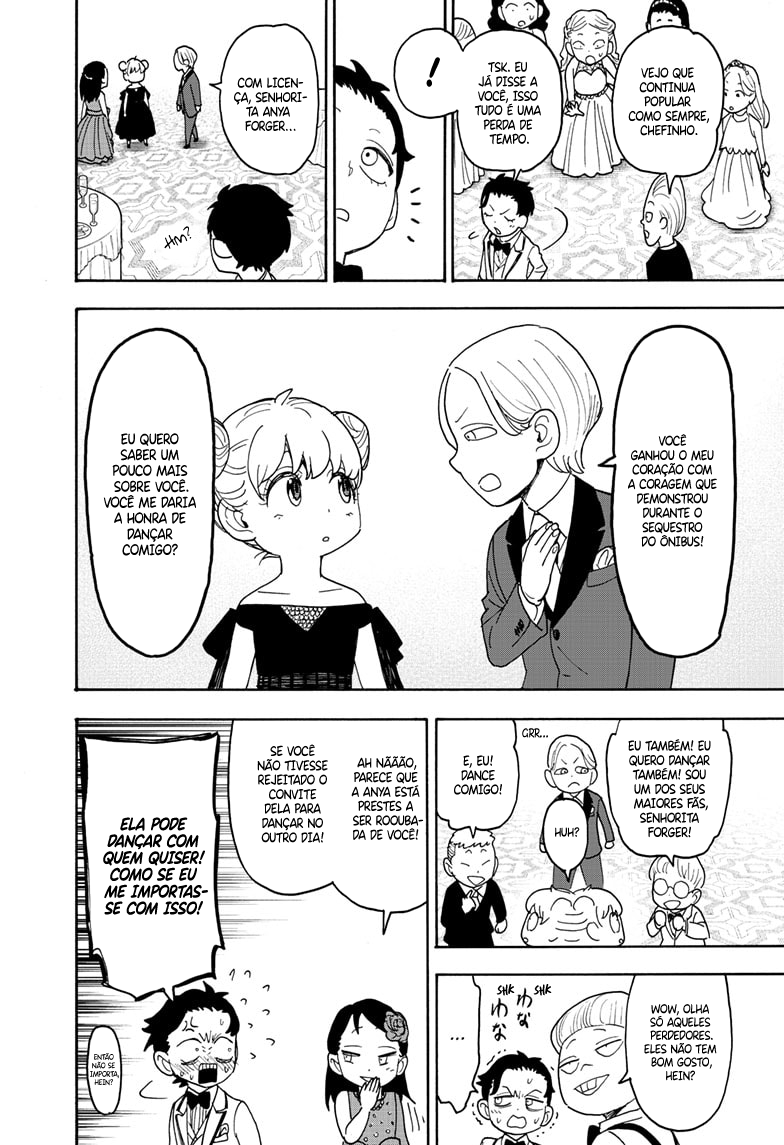 VEJO QUE
CONTINUA
POPULAR
COMO SEMPRE,
CHEFINHO.
TSK. EU
JÁ DISSE A
VOCÊ, ISSO
TUDO É UMA
PERDA DE
TEMPO.
!
COM LICEN-
ÇA, SENHORI-
TA ANYA
FORGER...
Hm?
VOCÊ
GANHOU O MEU
CORAÇÃO COM
A CORAGEM QUE
DEMONSTROU
DURANTE O
SEQUESTRO
DO ÔNIBUS!
EU QUERO
SABER UM
POUCO MAIS
SOBRE VOCÊ.
VOCÊ ME DARIA
A HONRA DE
DANÇAR
COMIGO?
EU TAMBÉM! EU
QUERO DANÇAR
TAMBÉM! SOU
UM DOS SEUS
MAIORES FÃS,
SENHORITA
FORGER!
GRR...
HUH?
E, EU!
DANCE
COMIGO!
WOW, OLHA
SÓ AQUELES
PERDEDORES.
ELES NÃO TEM
BOM GOSTO,
HEIN?
SHK
わな
SHK
わな
...
AH NÃÃÃO,
PARECE QUE
A ANYA ESTÁ
PRESTES A
SER ROOUBA-
DA DE VOCÊ!
SE VOCÊ
NÃO TIVESSE
REJEITADO O
CONVITE
DELA PARA
DANÇAR NO
OUTRO DIA!
ELA PODE
DANÇAR COM
QUEM QUISER!
COMO SE EU
ME IMPORTAS-
SE COM ISSO!
ENTÃO
NÃO SE
IMPORTA,
HEIN?